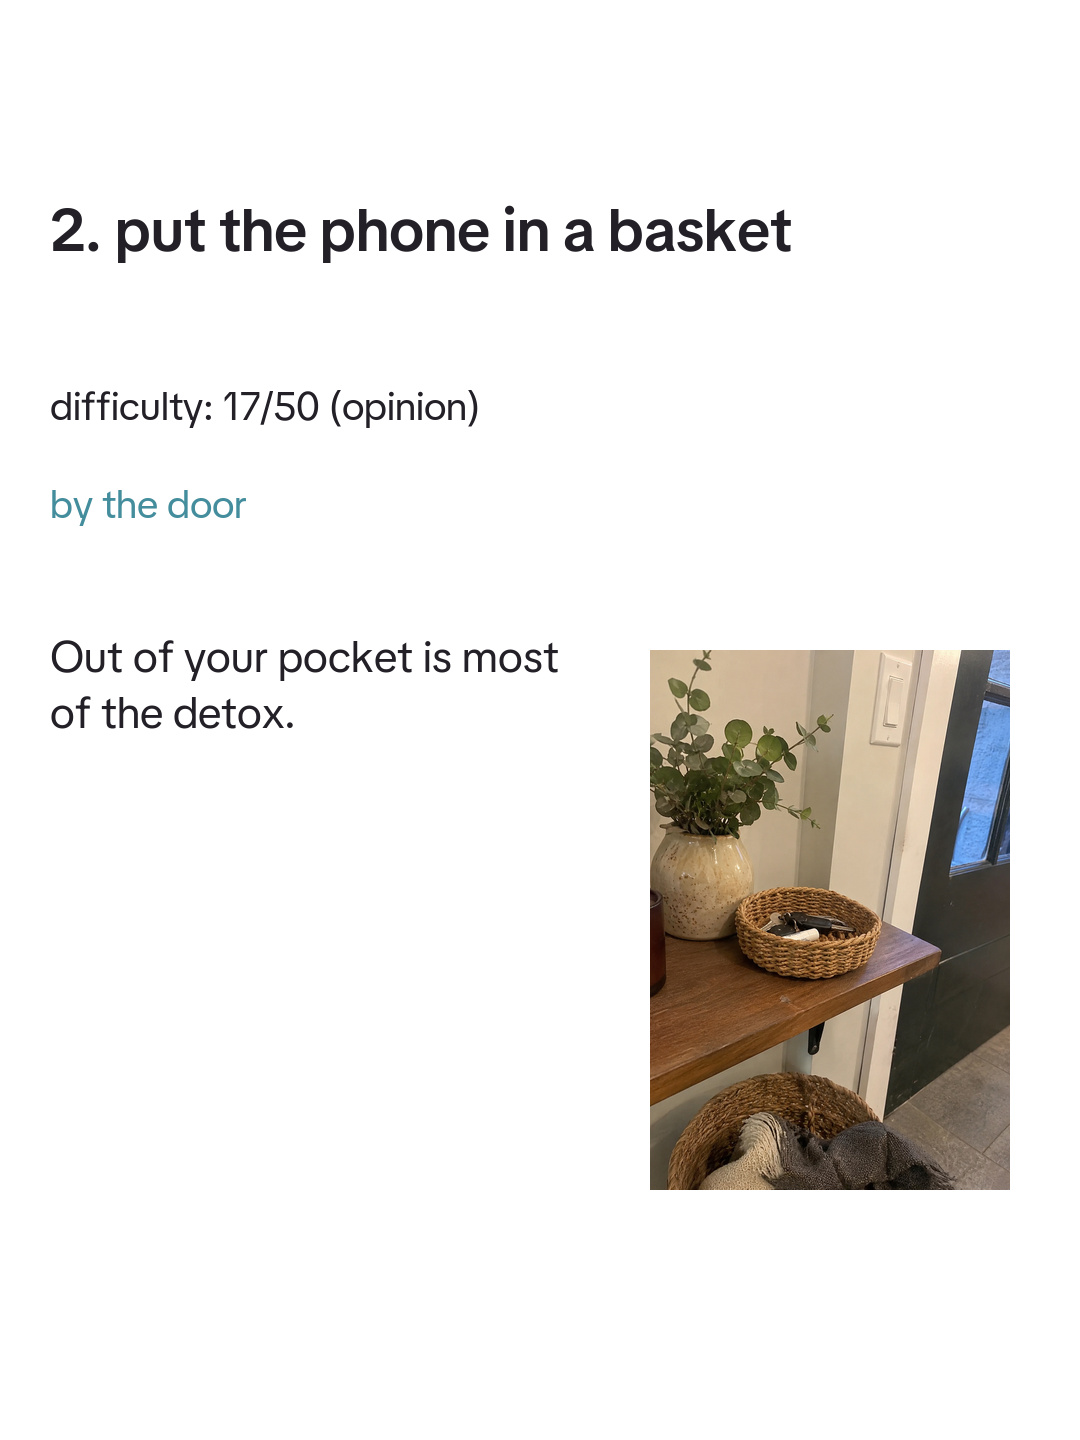 2. put the phone in a basket
difficulty: 17/50 (opinion)
by the door
Out of your pocket is most
of the detox.